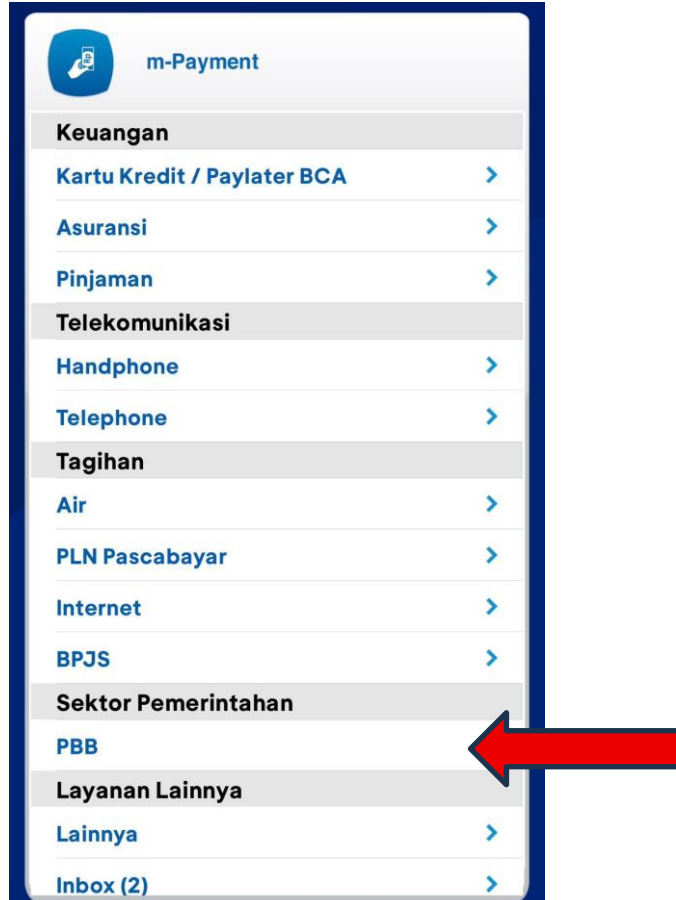 m-Payment
Keuangan
Kartu Kredit / Paylater BCA
Asuransi
Pinjaman
Telekomunikasi
Handphone
Telephone
Tagihan
Air
PLN Pascabayar
Internet
BPJS
Sektor Pemerintahan
PBB
Layanan Lainnya
Lainnya
Inbox (2)